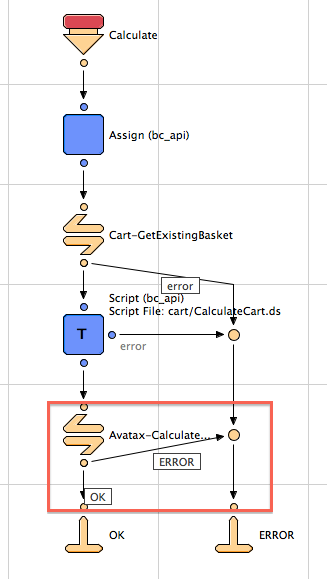 Calculate
Assign (bc_api)
Cart-GetExistingBasket
error
Script (bc_api)
Script File: cart/CalculateCart.ds
T
error
Avatax-Calculate...
ERROR
OK
OK
ERROR